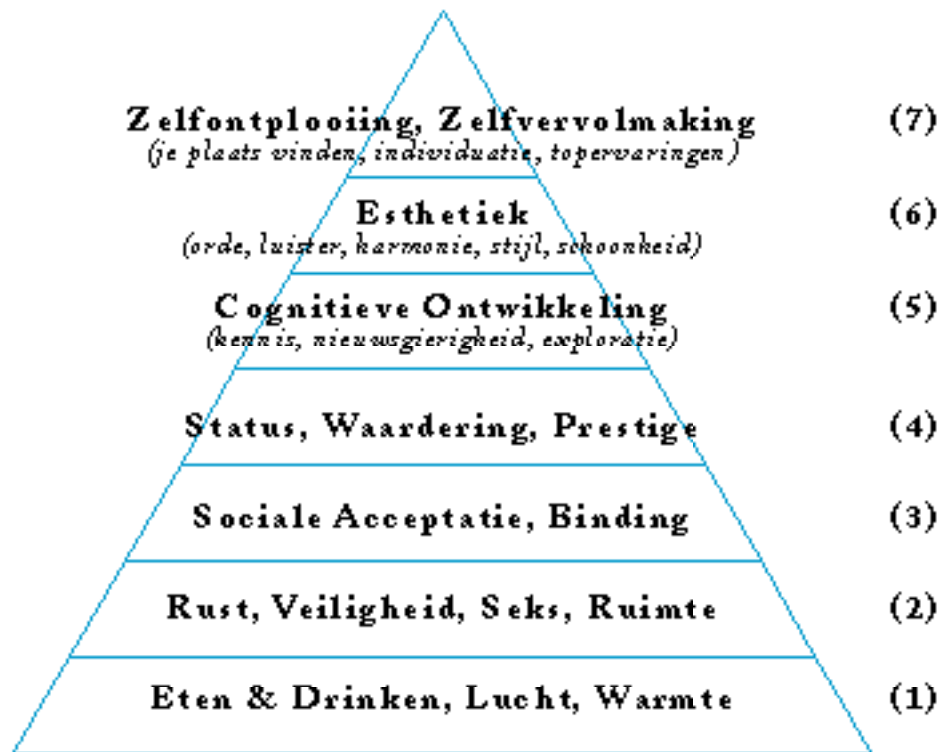 Zelfontplooiing, Zelfvervolmaking (7)
(je plaats vinden, individuatie, topervaringen)
Esthetiek (6)
(orde, luister, harmonie, stijl, schoonheid)
Cognitieve Ontwikkeling (5)
(kennis, nieuwsgierigheid, exploratie)
Status, Waardering, Prestige (4)
Sociale Acceptatie, Binding (3)
Rust, Veiligheid, Seks, Ruimte (2)
Eten & Drinken, Lucht, Warmte (1)